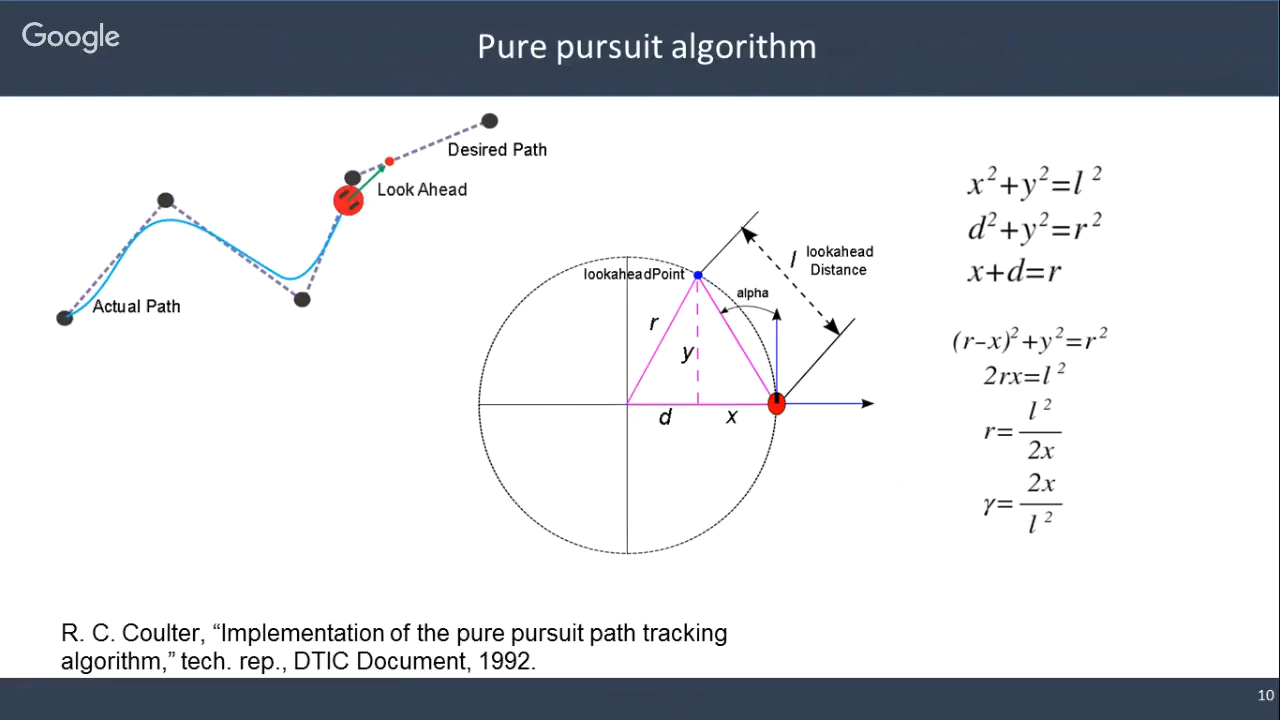 Google
Pure pursuit algorithm
Desired Path
Look Ahead
Actual Path
lookaheadPoint
l
lookahead
Distance
alpha
r
y
d
x
x²+y²=l²
d²+y²=r²
x+d=r
(r−x)²+y²=r²
2rx=l²
r= l² / 2x
γ= 2x / l²
R. C. Coulter, “Implementation of the pure pursuit path tracking
algorithm,” tech. rep., DTIC Document, 1992.
10